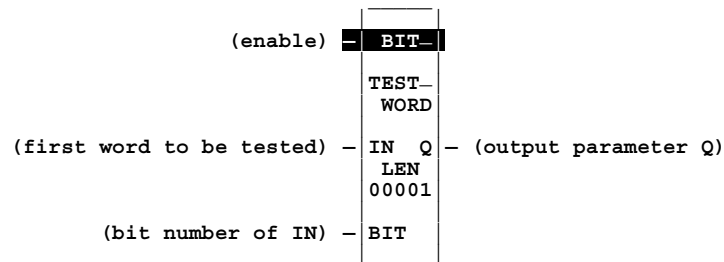 (enable) – BIT–
TEST–
WORD
(first word to be tested) – IN Q – (output parameter Q)
LEN
00001
(bit number of IN) – BIT